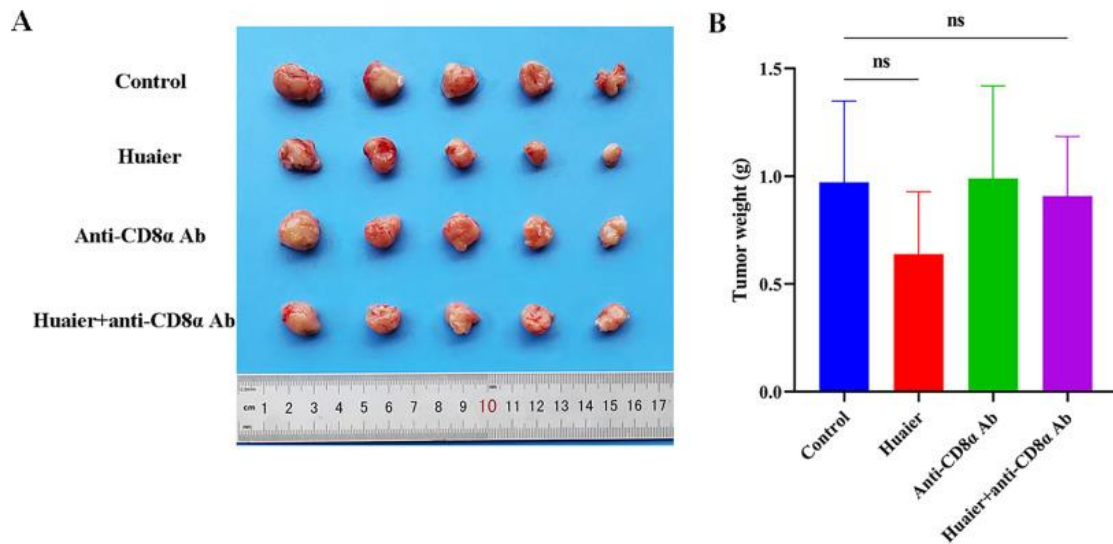 A
Control
Huaier
Anti-CD8α Ab
Huaier+anti-CD8α Ab
cm 1 2 3 4 5 6 7 8 9 10 11 12 13 14 15 16 17
B
ns
ns
Tumor weight (g)
1.5
1.0
0.5
0.0
Control
Huaier
Anti-CD8α Ab
Huaier+anti-CD8α Ab